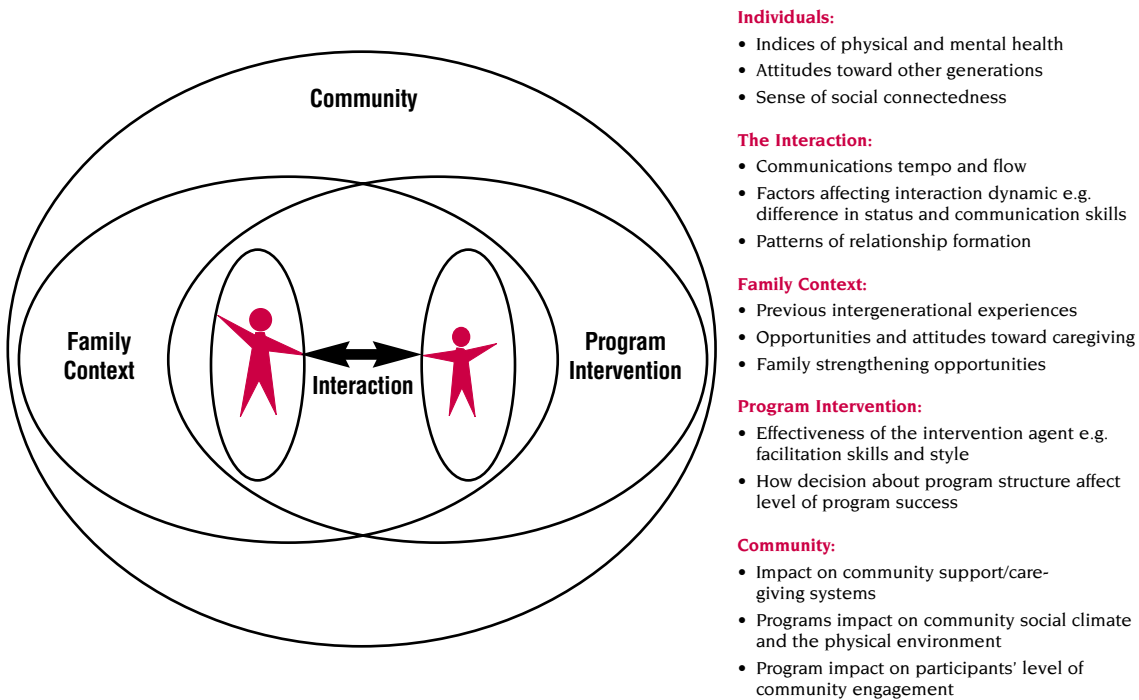 Community
Family
Context
Interaction
Program
Intervention
Individuals:
• Indices of physical and mental health
• Attitudes toward other generations
• Sense of social connectedness
The Interaction:
• Communications tempo and flow
• Factors affecting interaction dynamic e.g.
difference in status and communication skills
• Patterns of relationship formation
Family Context:
• Previous intergenerational experiences
• Opportunities and attitudes toward caregiving
• Family strengthening opportunities
Program Intervention:
• Effectiveness of the intervention agent e.g.
facilitation skills and style
• How decision about program structure affect
level of program success
Community:
• Impact on community support/care-
giving systems
• Programs impact on community social climate
and the physical environment
• Program impact on participants’ level of
community engagement